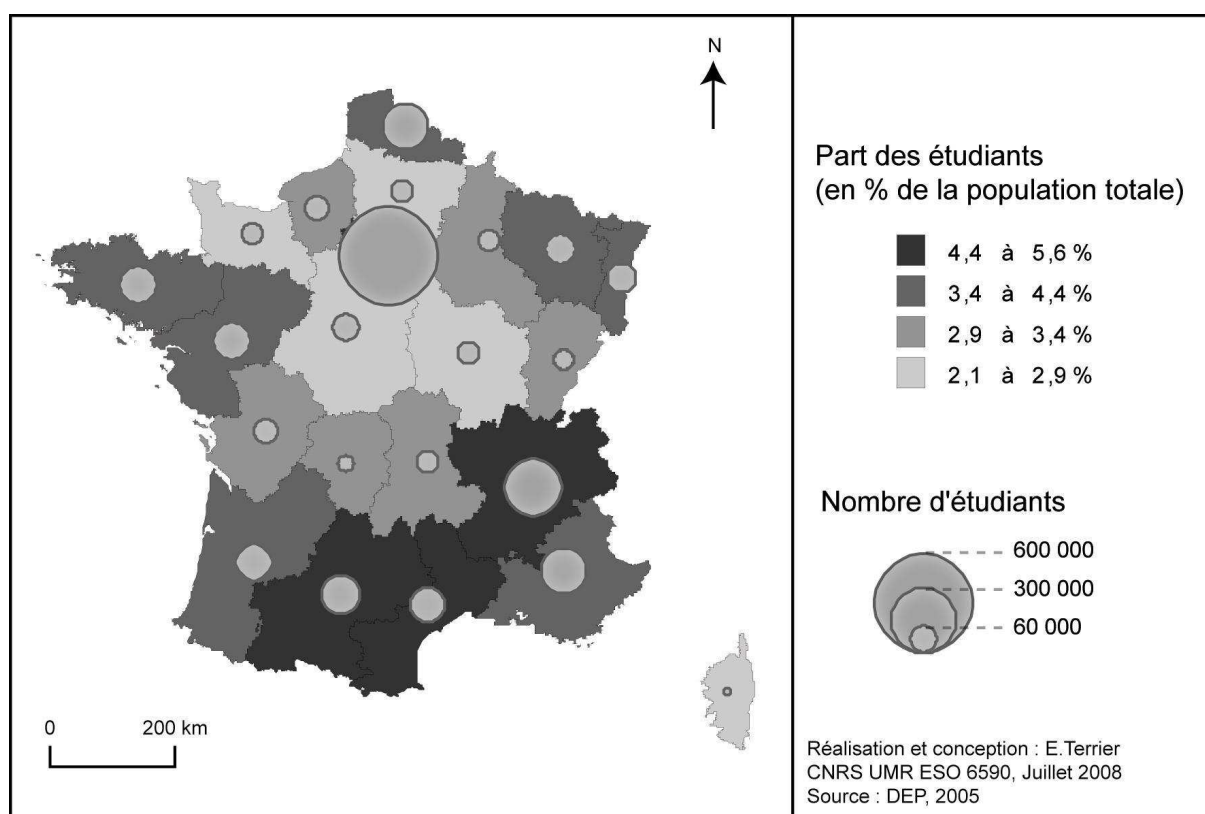 N
0 200 km
Part des étudiants
(en % de la population totale)
4,4 à 5,6 %
3,4 à 4,4 %
2,9 à 3,4 %
2,1 à 2,9 %
Nombre d'étudiants
600 000
300 000
60 000
Réalisation et conception : E.Terrier
CNRS UMR ESO 6590, Juillet 2008
Source : DEP, 2005